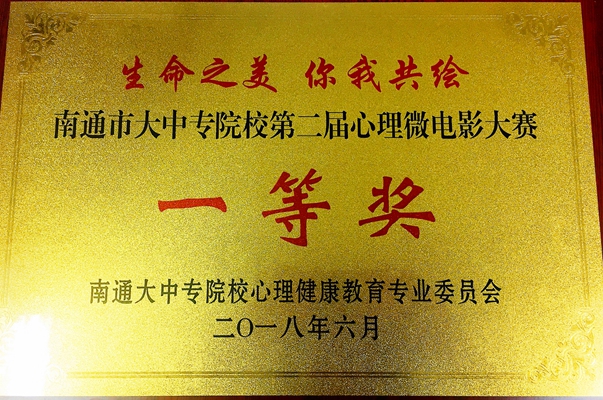 生命之美 你我共绘
南通市大中专院校第二届心理微电影大赛
一等奖
南通大中专院校心理健康教育专业委员会
二〇一八年六月